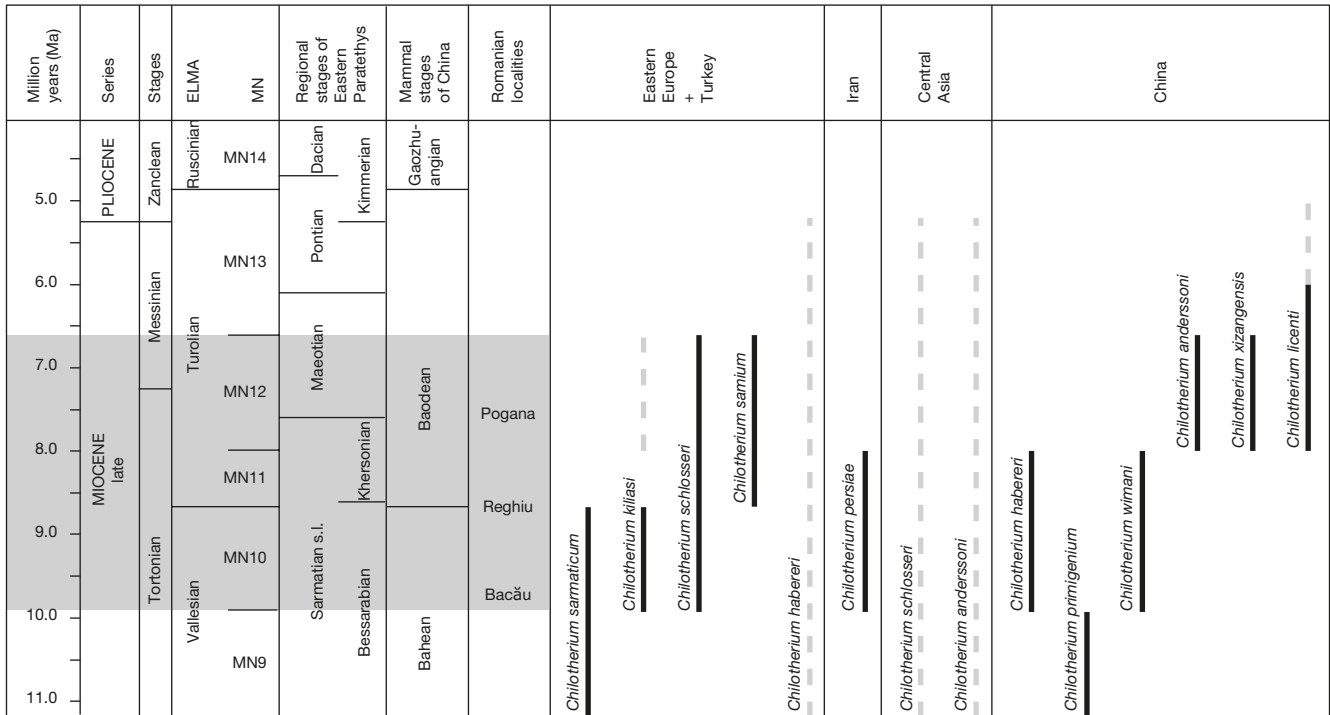 Million
years (Ma)
Series
Stages
ELMA
MN
Regional
stages of
Eastern
Paratethys
Mammal
stages
of China
Romanian
localities
Eastern
Europe
+
Turkey
Iran
Central
Asia
China
5.0
6.0
7.0
8.0
9.0
10.0
11.0
PLIOCENE
MIOCENE
late
Zanclean
Messinian
Tortonian
Ruscinian
Turolian
Vallesian
MN14
MN13
MN12
MN11
MN10
MN9
Dacian
Kimmerian
Pontian
Maeotian
Khersonian
Sarmatian s.l.
Bessarabian
Gaozhu-
angian
Baodean
Bahean
Pogana
Reghiu
Bacău
Chilotherium sarmaticum
Chilotherium kiliasi
Chilotherium schlosseri
Chilotherium samium
Chilotherium habereri
Chilotherium persiae
Chilotherium schlosseri
Chilotherium anderssoni
Chilotherium habereri
Chilotherium primigenium
Chilotherium wimani
Chilotherium anderssoni
Chilotherium xizangensis
Chilotherium licenti